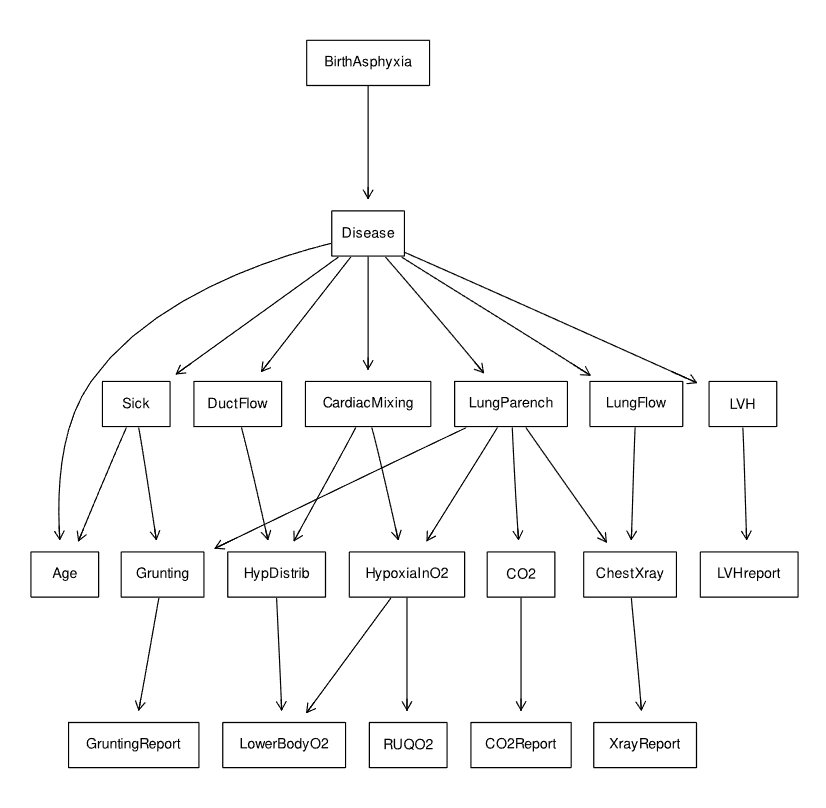 BirthAsphyxia
Disease
Sick
DuctFlow
CardiacMixing
LungParench
LungFlow
LVH
Age
Grunting
HypDistrib
HypoxiaInO2
CO2
ChestXray
LVHreport
GruntingReport
LowerBodyO2
RUQO2
CO2Report
XrayReport